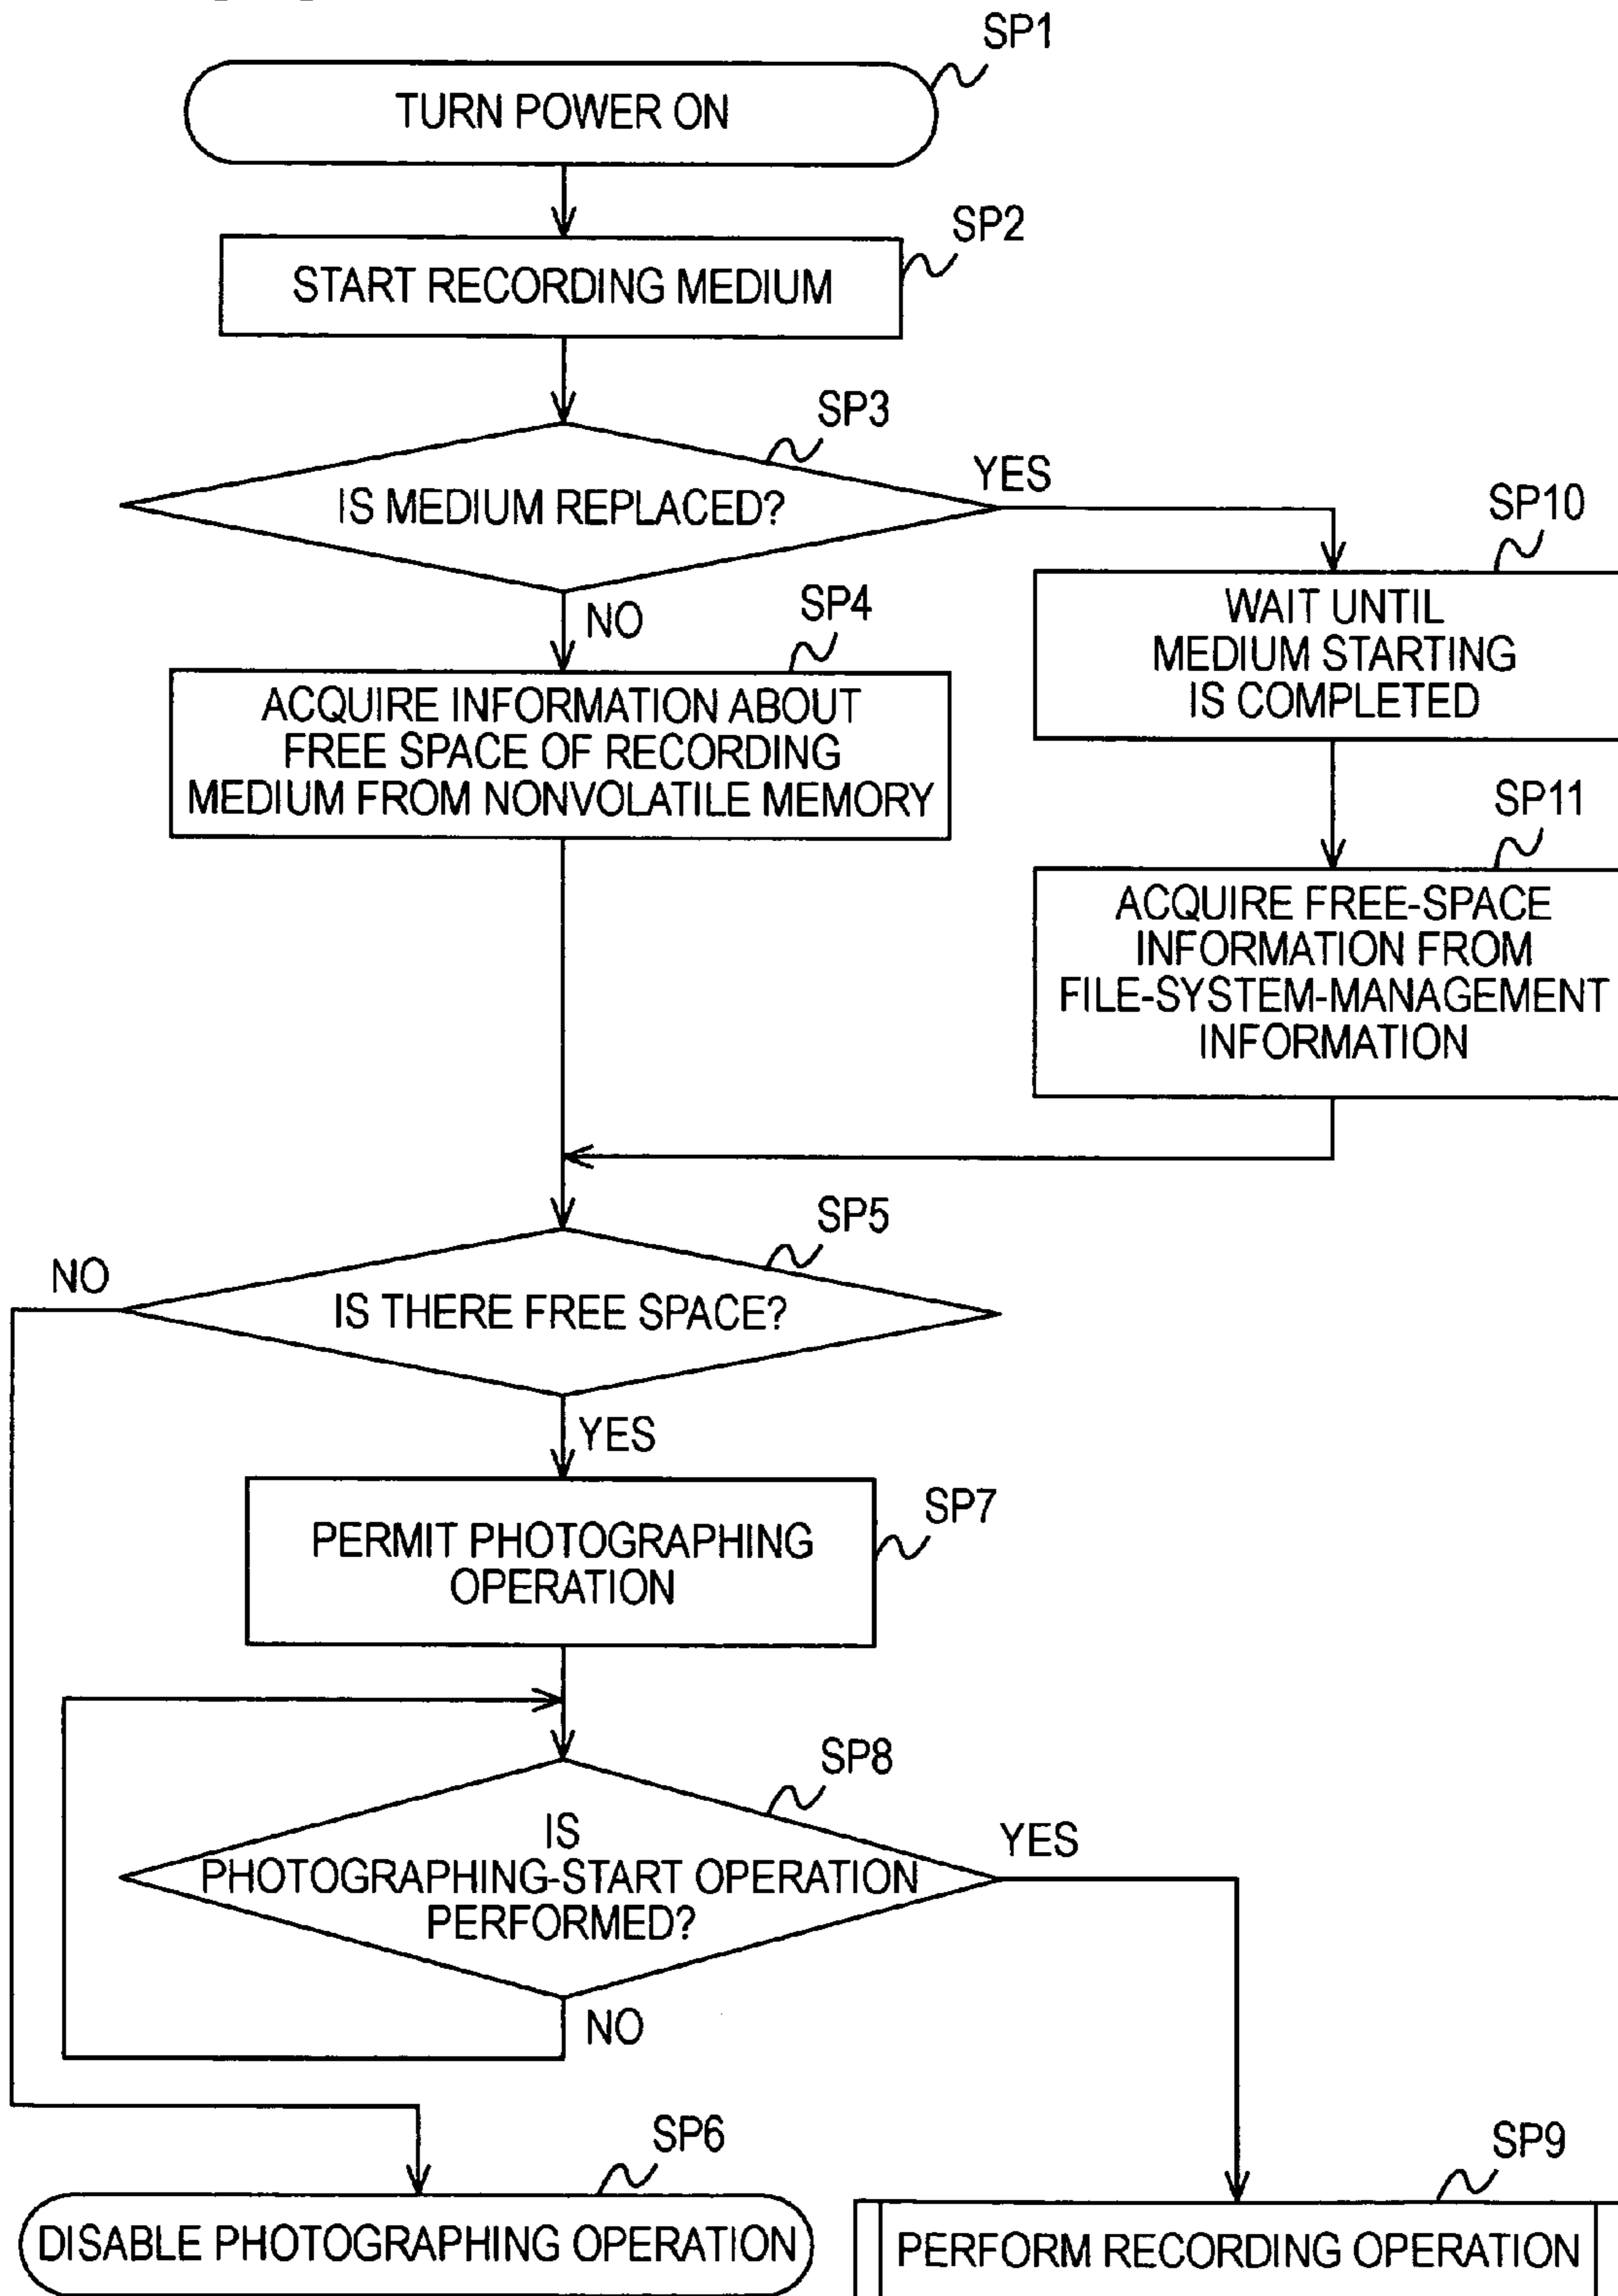 SP1
TURN POWER ON
SP2
START RECORDING MEDIUM
SP3
IS MEDIUM REPLACED?
YES
SP10
WAIT UNTIL
MEDIUM STARTING
IS COMPLETED
NO
SP4
ACQUIRE INFORMATION ABOUT
FREE SPACE OF RECORDING
MEDIUM FROM NONVOLATILE MEMORY
SP11
ACQUIRE FREE-SPACE
INFORMATION FROM
FILE-SYSTEM-MANAGEMENT
INFORMATION
SP5
NO
IS THERE FREE SPACE?
YES
SP7
PERMIT PHOTOGRAPHING
OPERATION
SP8
IS
PHOTOGRAPHING-START OPERATION
PERFORMED?
YES
NO
SP6
DISABLE PHOTOGRAPHING OPERATION
SP9
PERFORM RECORDING OPERATION